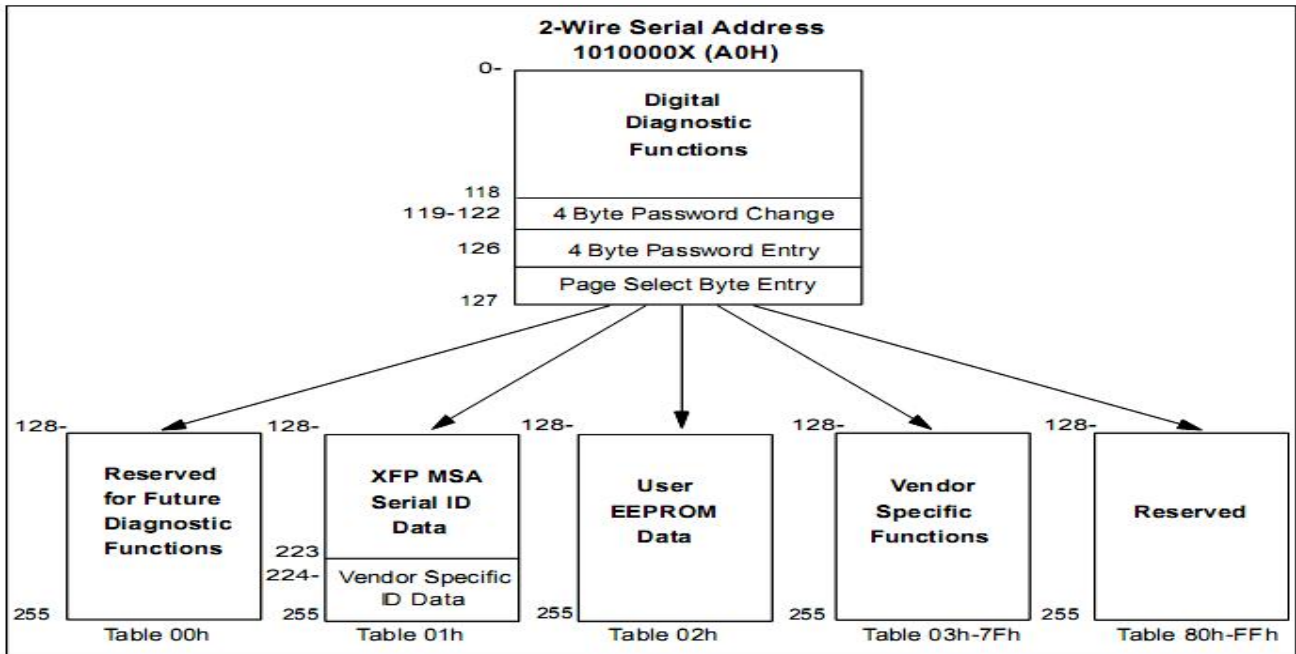 2-Wire Serial Address
1010000X (A0H)
0-
Digital
Diagnostic
Functions
118
119-122
4 Byte Password Change
126
4 Byte Password Entry
Page Select Byte Entry
127
128-
Reserved
for Future
Diagnostic
Functions
255
Table 00h
128-
XFP MSA
Serial ID
Data
223
224-
Vendor Specific
ID Data
255
Table 01h
128-
User
EEPROM
Data
255
Table 02h
128-
Vendor
Specific
Functions
255
Table 03h-7Fh
128-
Reserved
255
Table 80h-FFh